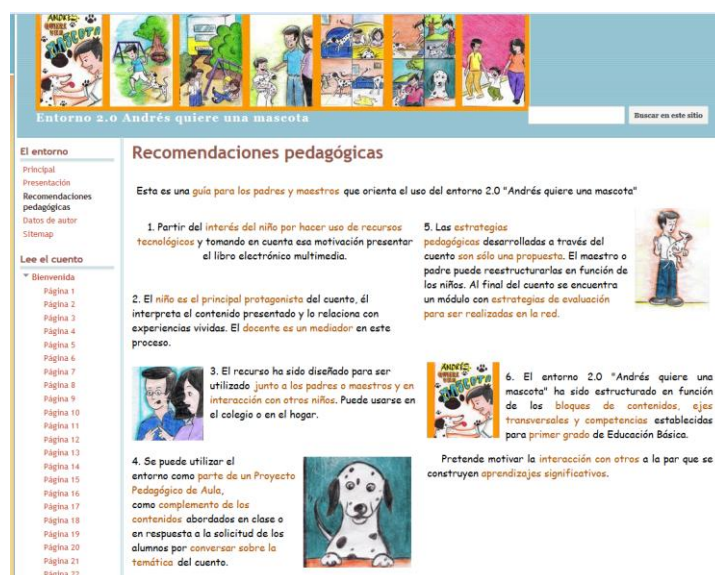 ANDRÉS
QUIERE
UNA
MASCOTA
Entorno 2.0 Andrés quiere una mascota
Buscar en este sitio
El entorno
Principal
Presentación
Recomendaciones
pedagógicas
Datos de autor
Sitemap
Lee el cuento
Bienvenida
Página 1
Página 2
Página 3
Página 4
Página 5
Página 6
Página 7
Página 8
Página 9
Página 10
Página 11
Página 12
Página 13
Página 14
Página 15
Página 16
Página 17
Página 18
Página 19
Página 20
Página 21
Página 22
Recomendaciones pedagógicas
Esta es una guía para los padres y maestros que orienta el uso del entorno 2.0 "Andrés quiere una mascota"
1. Partir del interés del niño por hacer uso de recursos
tecnológicos y tomando en cuenta esa motivación presentar
el libro electrónico multimedia.
2. El niño es el principal protagonista del cuento, él
interpreta el contenido presentado y lo relaciona con
experiencias vividas. El docente es un mediador en este
proceso.
3. El recurso ha sido diseñado para ser
utilizado junto a los padres o maestros y en
interacción con otros niños. Puede usarse en
el colegio o en el hogar.
4. Se puede utilizar el
entorno como parte de un Proyecto
Pedagógico de Aula,
como complemento de los
contenidos abordados en clase o
en respuesta a la solicitud de los
alumnos por conversar sobre la
temática del cuento.
5. Las estrategias
pedagógicas desarrolladas a través del
cuento son sólo una propuesta. El maestro o
padre puede reestructurarlas en función de
los niños. Al final del cuento se encuentra
un módulo con estrategias de evaluación
para ser realizadas en la red.
ANDRÉS
QUIERE UNA
MASCOTA
6. El entorno 2.0 "Andrés quiere una
mascota" ha sido estructurado en función
de los bloques de contenidos, ejes
transversales y competencias establecidas
para primer grado de Educación Básica.
Pretende motivar la interacción con otros a la par que se
construyen aprendizajes significativos.